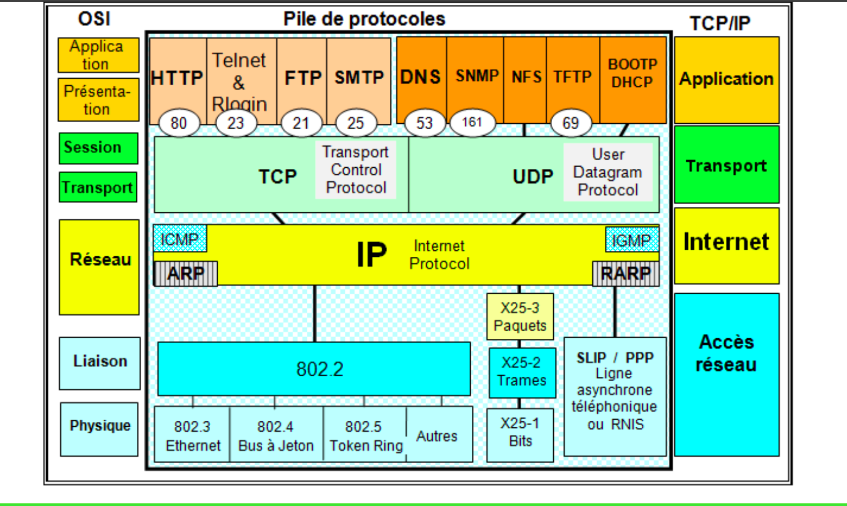 OSI
Pile de protocoles
TCP/IP
Applica
tion
Présenta-
tion
Session
Transport
Réseau
Liaison
Physique
HTTP
Telnet
&
Rlogin
FTP
SMTP
DNS
SNMP
NFS
TFTP
BOOTP
DHCP
80
23
21
25
53
161
69
TCP
Transport
Control
Protocol
UDP
User
Datagram
Protocol
ICMP
ARP
IP
Internet
Protocol
IGMP
RARP
X25-3
Paquets
802.2
X25-2
Trames
SLIP / PPP
Ligne
asynchrone
téléphonique
ou RNIS
802.3
Ethernet
802.4
Bus à Jeton
802.5
Token Ring
Autres
X25-1
Bits
Application
Transport
Internet
Accès
réseau